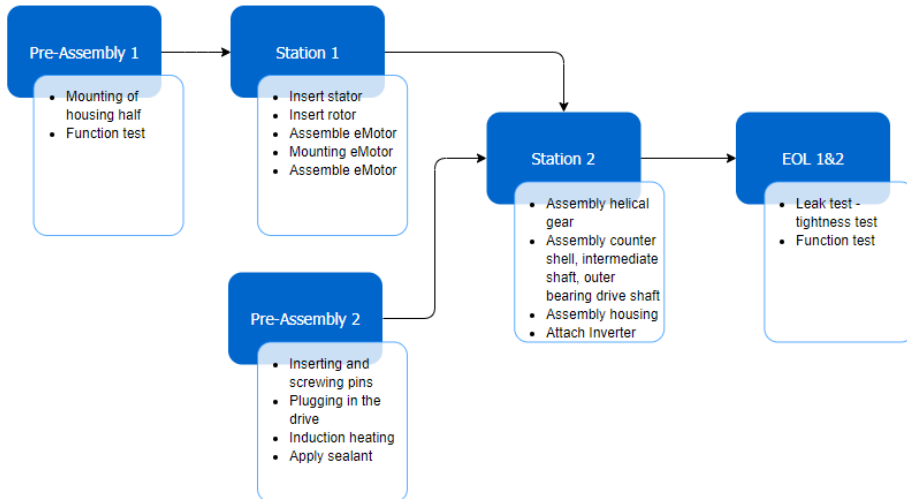 Pre-Assembly 1
• Mounting of
housing half
• Function test
Station 1
• Insert stator
• Insert rotor
• Assemble eMotor
• Mounting eMotor
• Assemble eMotor
Pre-Assembly 2
• Inserting and
screwing pins
• Plugging in the
drive
• Induction heating
• Apply sealant
Station 2
• Assembly helical
gear
• Assembly counter
shell, intermediate
shaft, outer
bearing drive shaft
• Assembly housing
• Attach Inverter
EOL 1&2
• Leak test -
tightness test
• Function test